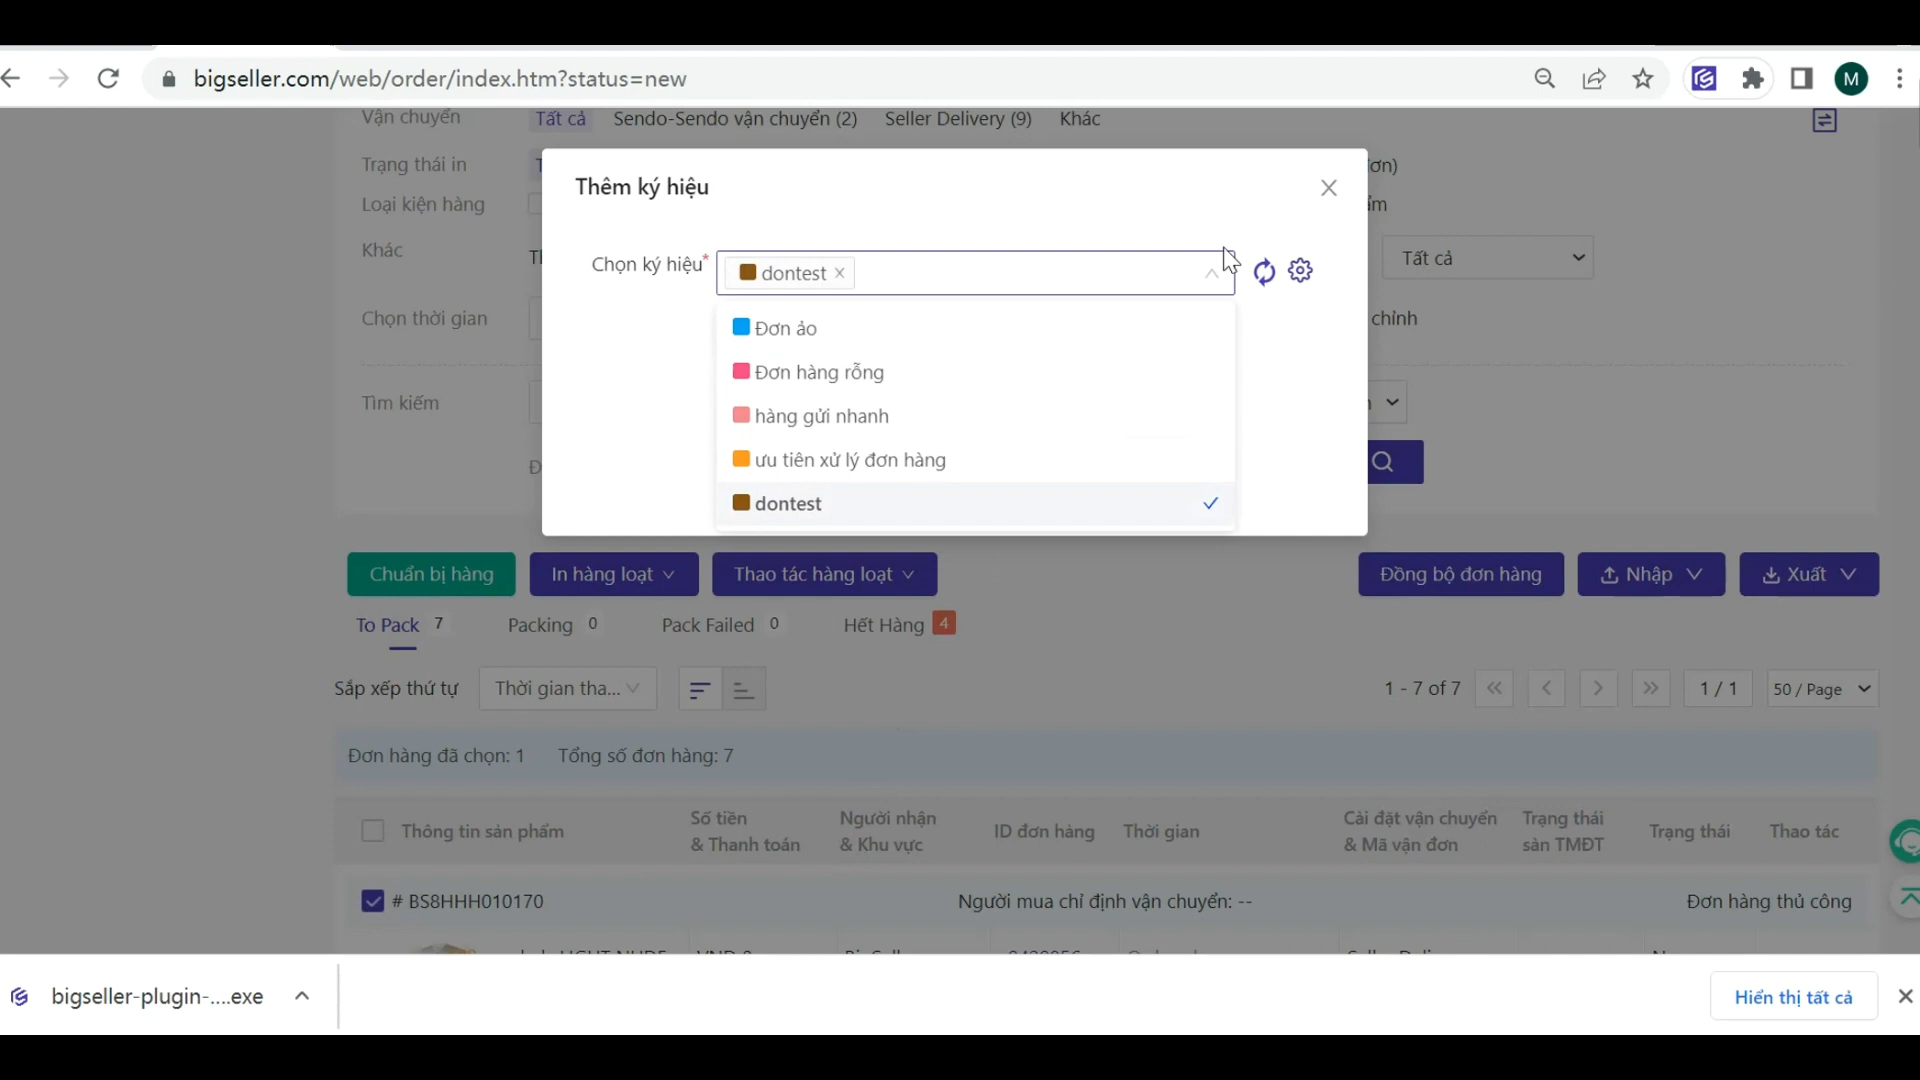 bigseller.com/web/order/index.htm?status=new
M
Vận chuyển Tất cả Sendo-Sendo vận chuyển (2) Seller Delivery (9) Khác
Thêm ký hiệu
Trạng thái in
Loại kiện hàng
Khác Tất cả
Chọn ký hiệu* dontest
Chọn thời gian chỉnh
Đơn ảo
Đơn hàng rỗng
Tìm kiếm
hàng gửi nhanh
ưu tiên xử lý đơn hàng
dontest
Chuẩn bị hàng In hàng loạt Thao tác hàng loạt Đồng bộ đơn hàng Nhập Xuất
To Pack 7 Packing 0 Pack Failed 0 Hết Hàng 4
Sắp xếp thứ tự Thời gian tha... 1 - 7 of 7 1 / 1 50 / Page
Đơn hàng đã chọn: 1 Tổng số đơn hàng: 7
Thông tin sản phẩm Số tiền & Thanh toán Người nhận & Khu vực ID đơn hàng Thời gian Cài đặt vận chuyển & Mã vận đơn Trạng thái sàn TMĐT Trạng thái Thao tác
# BS8HHH010170 Người mua chỉ định vận chuyển: -- Đơn hàng thủ công
bigseller-plugin-....exe Hiển thị tất cả